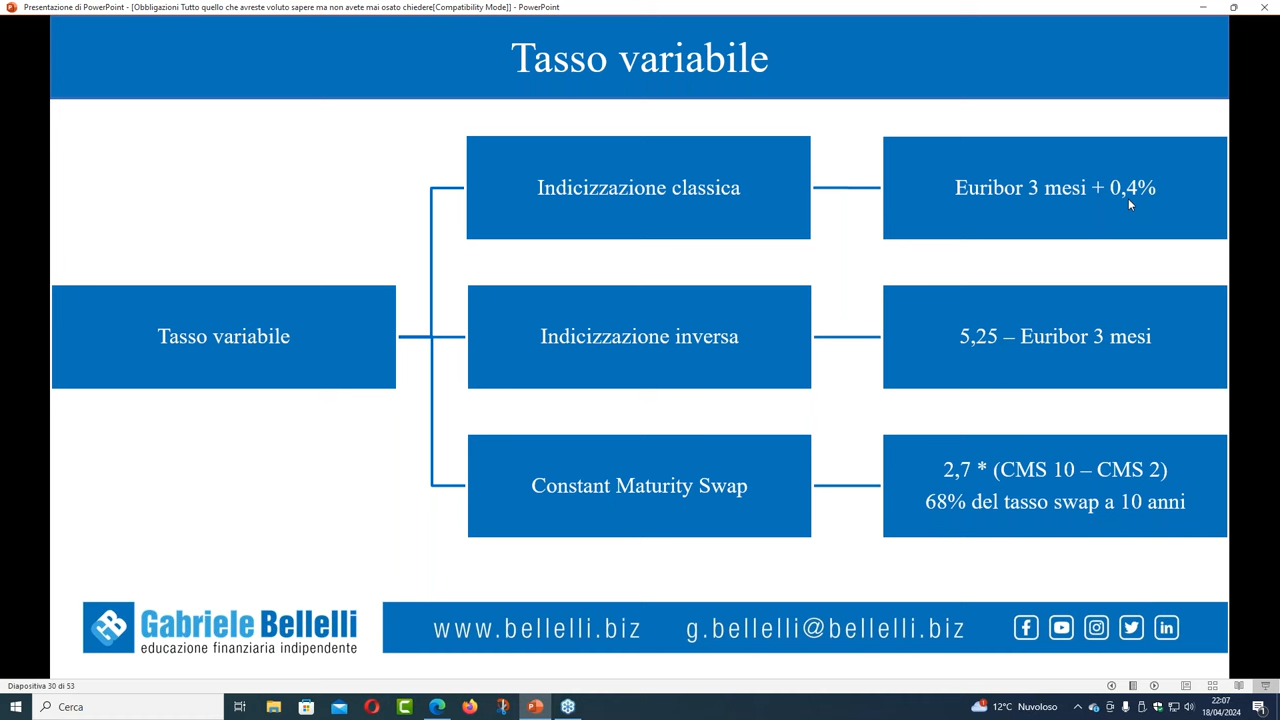 Presentazione di PowerPoint - [Obbligazioni Tutto quello che avreste voluto sapere ma non avete mai osato chiedere[Compatibility Mode]] - PowerPoint
Tasso variabile
Indicizzazione classica
Euribor 3 mesi + 0,4%
Tasso variabile
Indicizzazione inversa
5,25 – Euribor 3 mesi
Constant Maturity Swap
2,7 * (CMS 10 – CMS 2)
68% del tasso swap a 10 anni
Gabriele Bellelli
educazione finanziaria indipendente
www.bellelli.biz g.bellelli@bellelli.biz
Diapositiva 30 di 53
Cerca
12°C Nuvoloso
22:07
18/04/2024